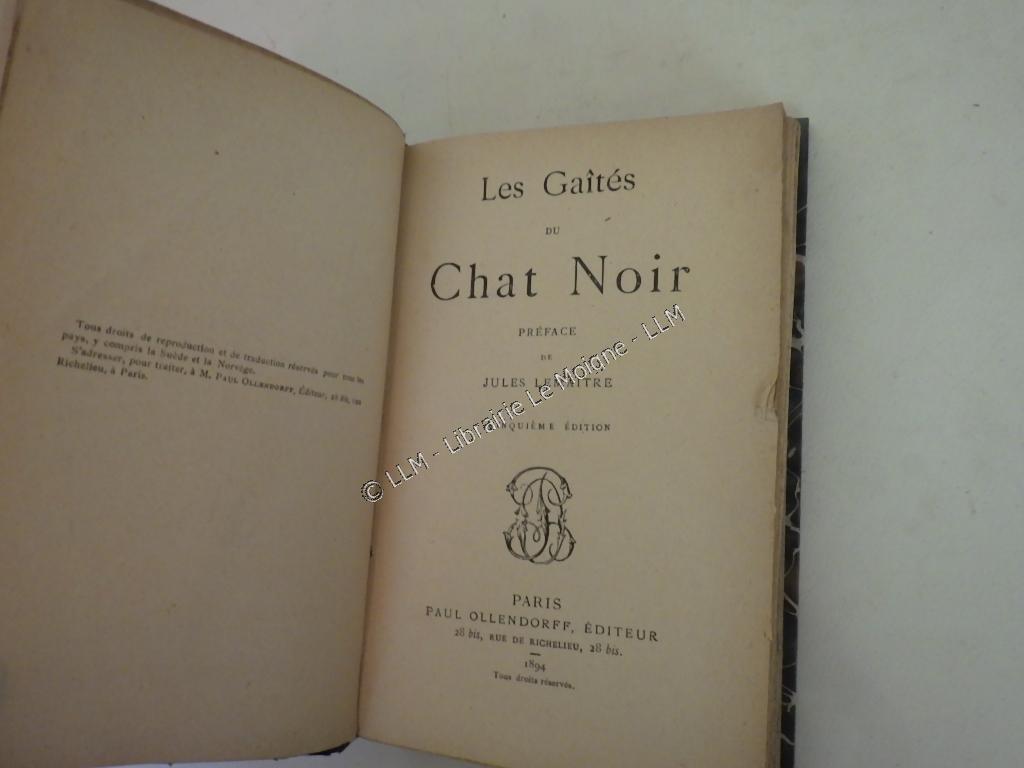 Tous droits de reproduction et de traduction réservés pour tous les
pays, y compris la Suède et la Norvège.
S'adresser, pour traiter, à M. PAUL OLLENDORFF, Éditeur, 28 bis, rue
Richelieu, à Paris.
Les Gaîtés
DU
Chat Noir
PRÉFACE
DE
JULES LEMAITRE
CINQUIÈME ÉDITION
PARIS
PAUL OLLENDORFF, ÉDITEUR
28 bis, RUE DE RICHELIEU, 28 bis.
1894
Tous droits réservés.
© LLM - Librairie Le Moigne - LLM